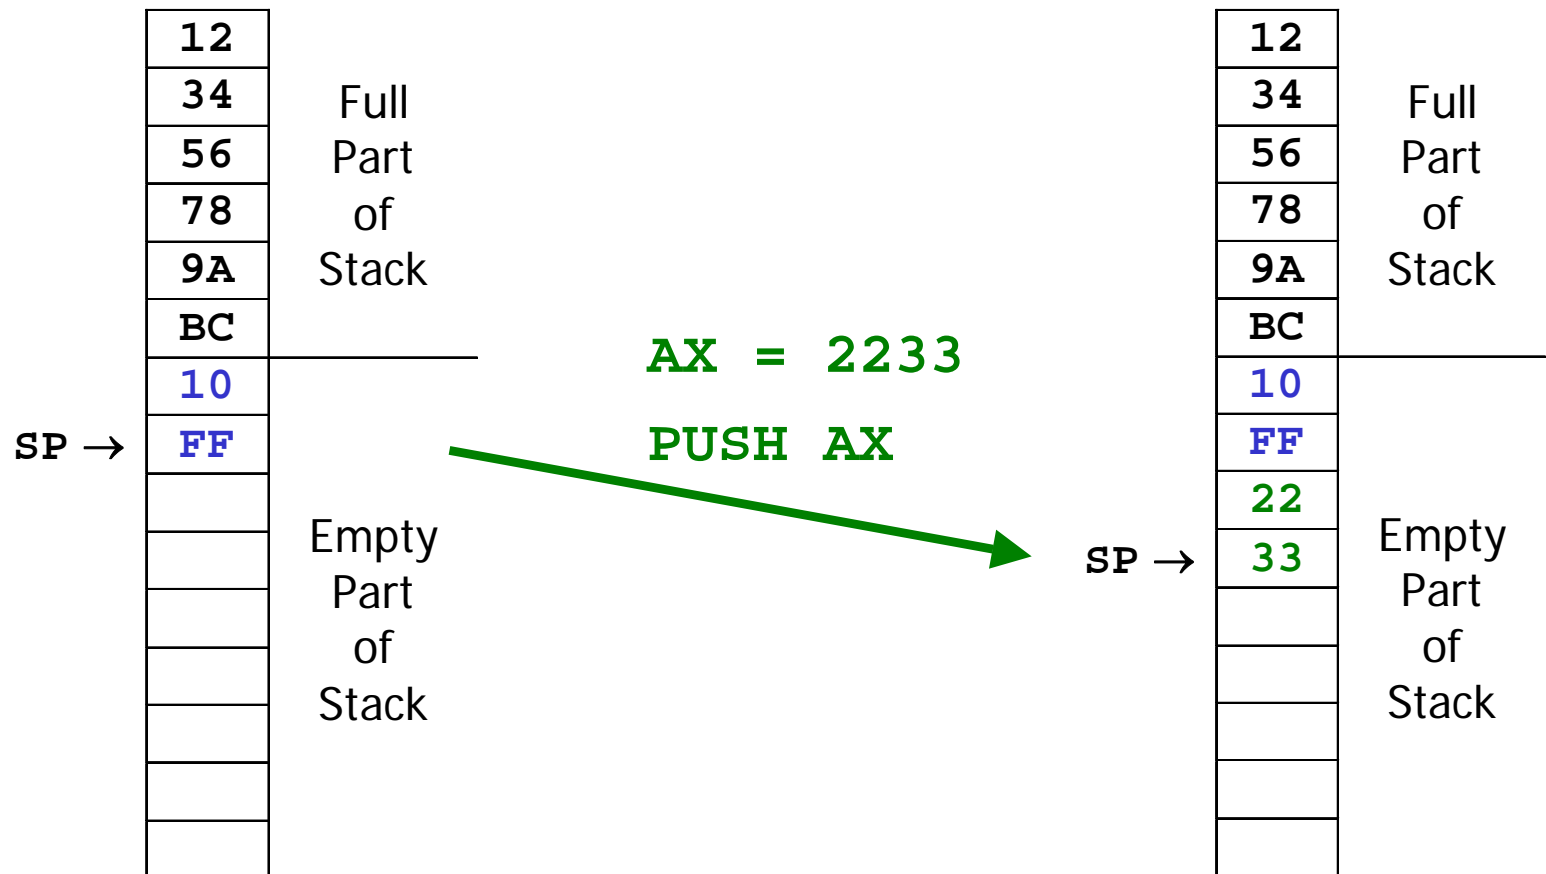 12
34
56
78
9A
BC
10
SP → FF
Full
Part
of
Stack
Empty
Part
of
Stack
AX = 2233
PUSH AX
12
34
56
78
9A
BC
10
FF
22
SP → 33
Full
Part
of
Stack
Empty
Part
of
Stack